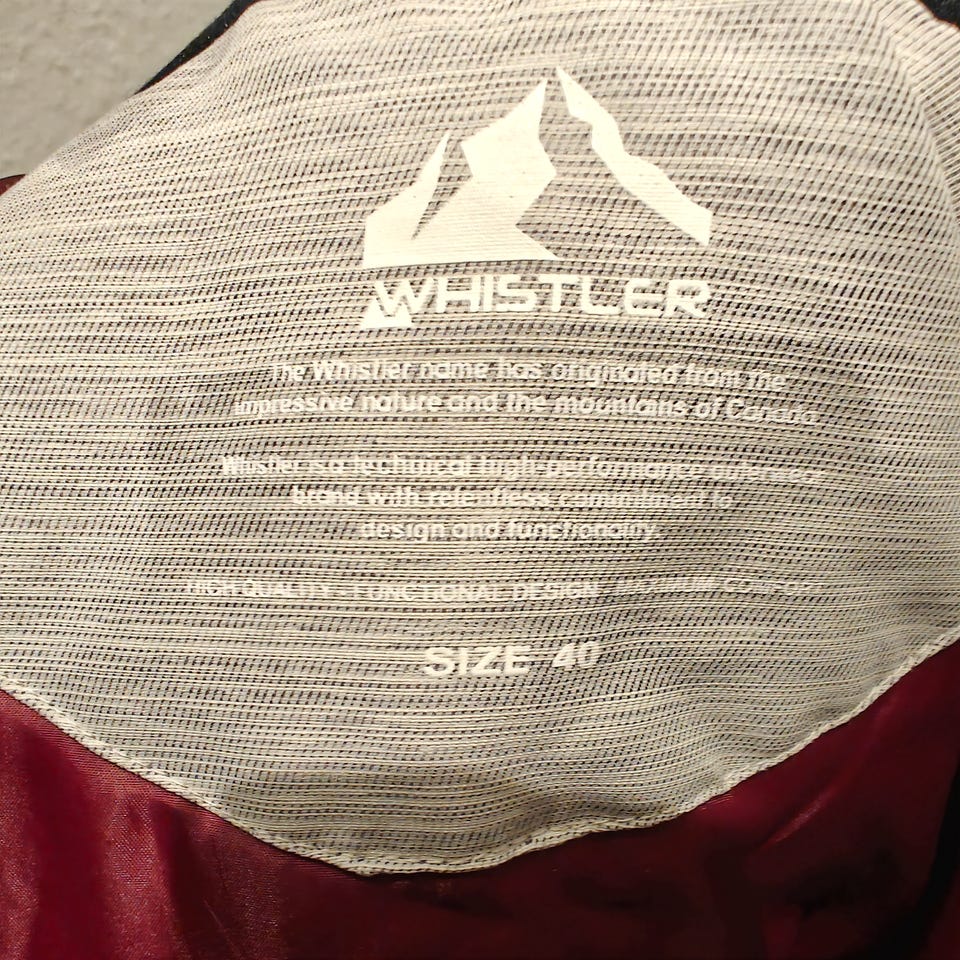 WHISTLER
The Whistler name has originated from the
impressive nature and the mountains of Canada
Whistler is a technical high-performance
brand with relentless commitment to
design and functionality.
HIGH QUALITY - FUNCTIONAL DESIGN
SIZE 40